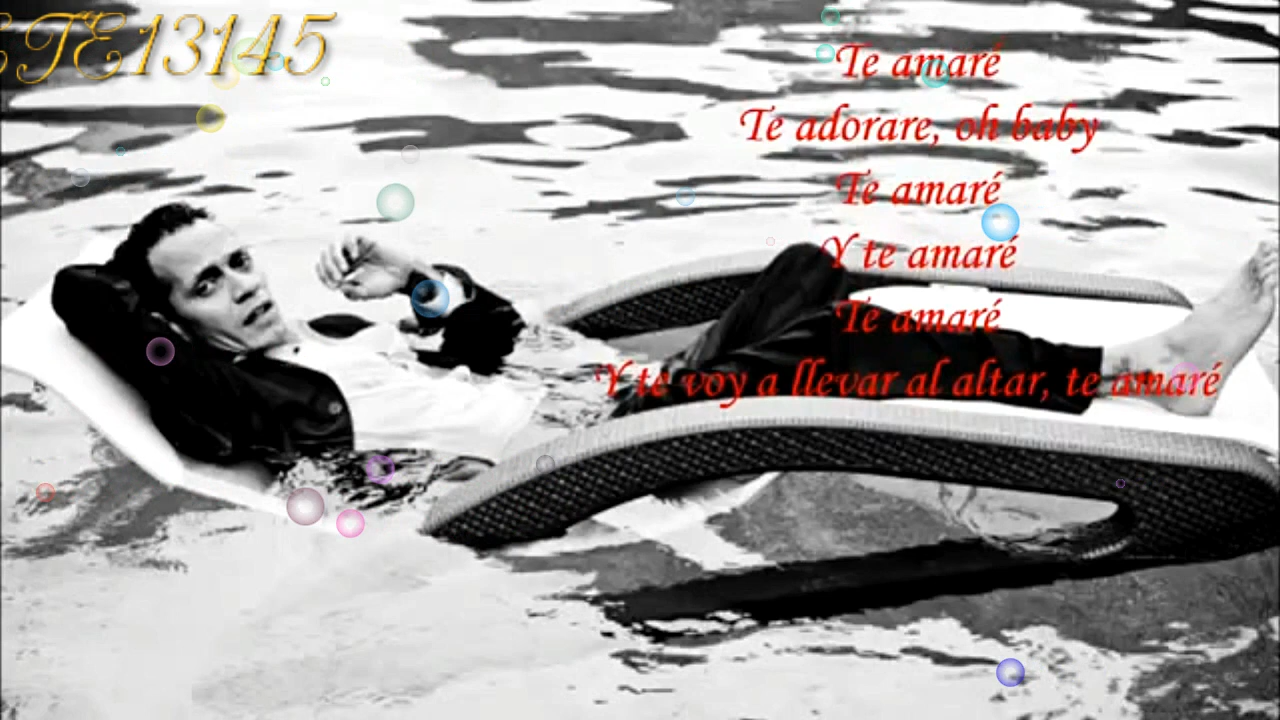 TE13145
Te amaré
Te adorare, oh baby
Te amaré
Y te amaré
Te amaré
Y te voy a llevar al altar, te amaré